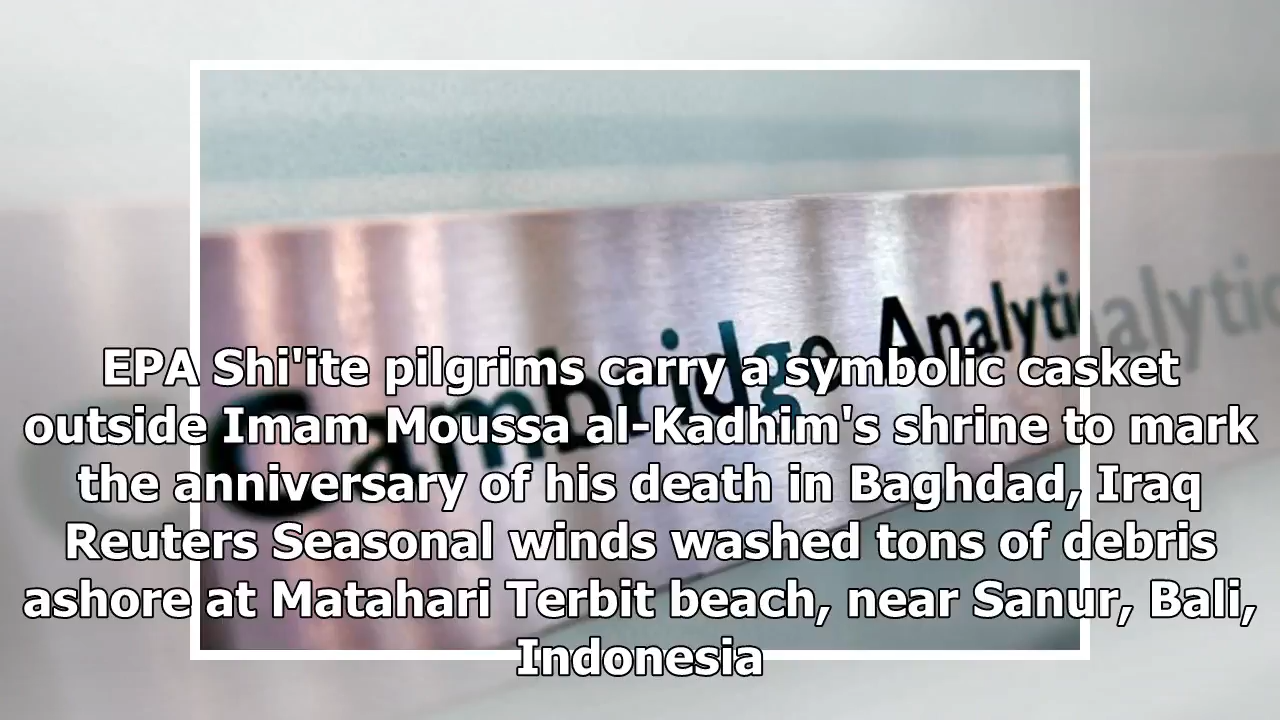 Cambridge Analytic
alytic
EPA Shi'ite pilgrims carry a symbolic casket
outside Imam Moussa al-Kadhim's shrine to mark
the anniversary of his death in Baghdad, Iraq
Reuters Seasonal winds washed tons of debris
ashore at Matahari Terbit beach, near Sanur, Bali,
Indonesia